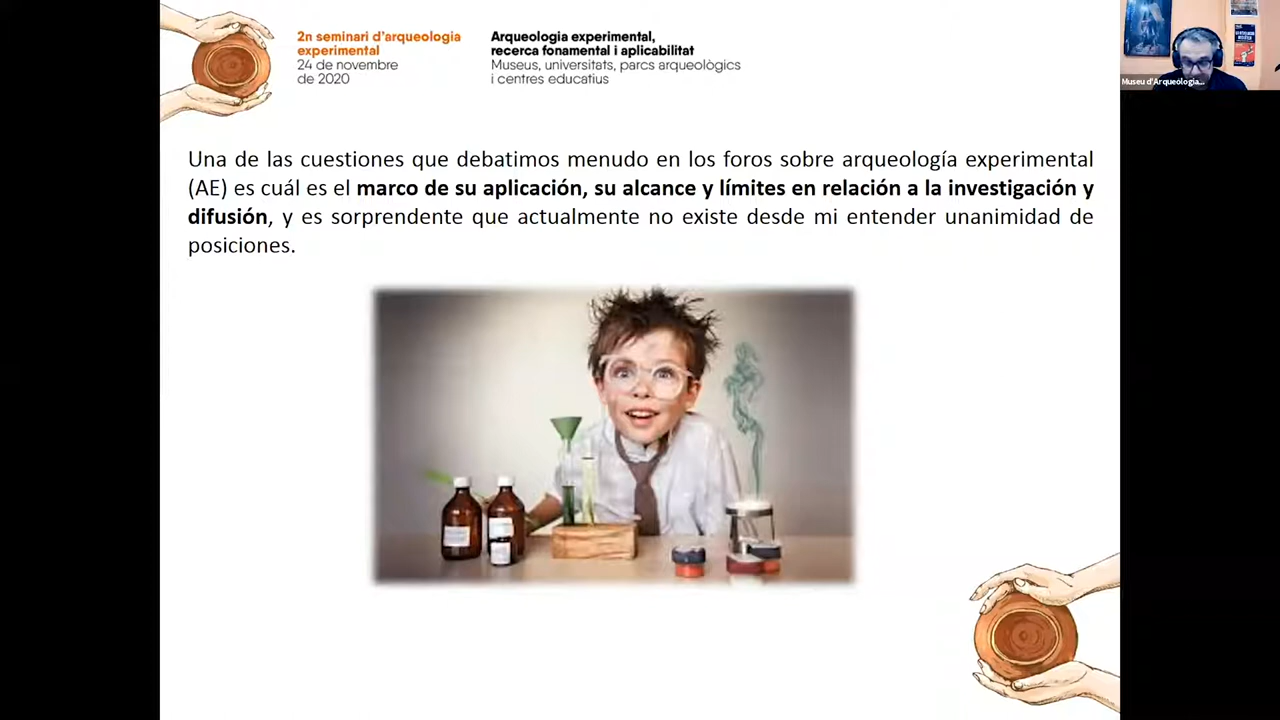 2n seminari d'arqueologia
experimental
24 de novembre
de 2020
Arqueologia experimental,
recerca fonamental i aplicabilitat
Museus, universitats, parcs arqueològics
i centres educatius
Museu d'Arqueologia...
Una de las cuestiones que debatimos menudo en los foros sobre arqueología experimental
(AE) es cuál es el marco de su aplicación, su alcance y límites en relación a la investigación y
difusión, y es sorprendente que actualmente no existe desde mi entender unanimidad de
posiciones.